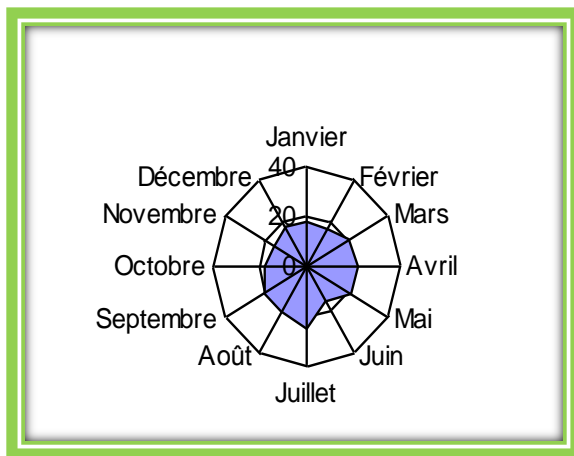 Janvier
40
Décembre
Février
Novembre
20
Mars
Octobre
0
Avril
Septembre
Mai
Août
Juin
Juillet